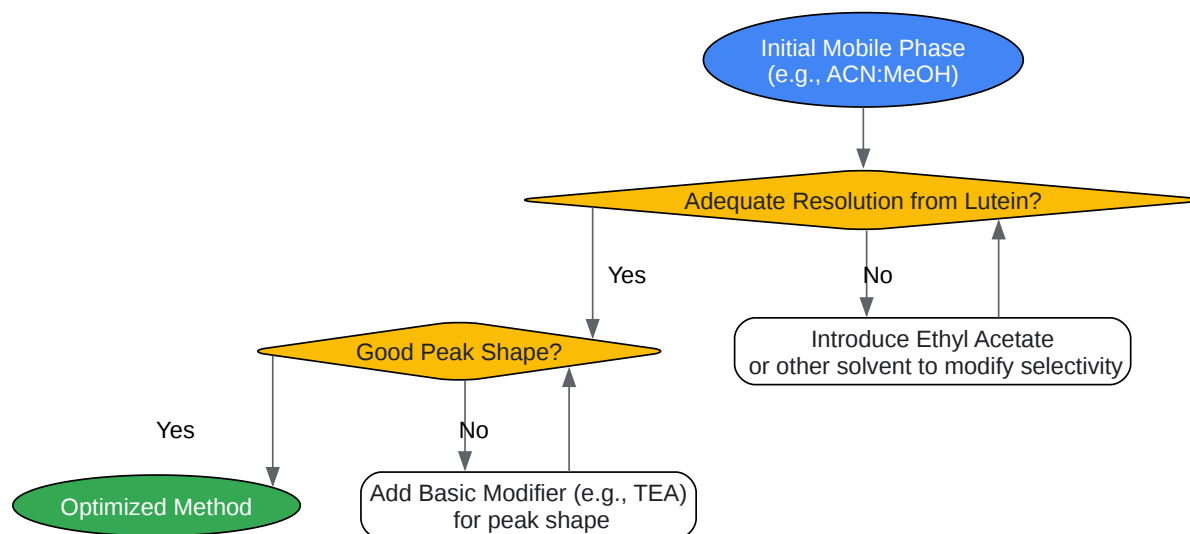 Initial Mobile Phase
(e.g., ACN:MeOH)
Adequate Resolution from Lutein?
Yes
No
Introduce Ethyl Acetate
or other solvent to modify selectivity
Good Peak Shape?
Yes
No
Add Basic Modifier (e.g., TEA)
for peak shape
Optimized Method